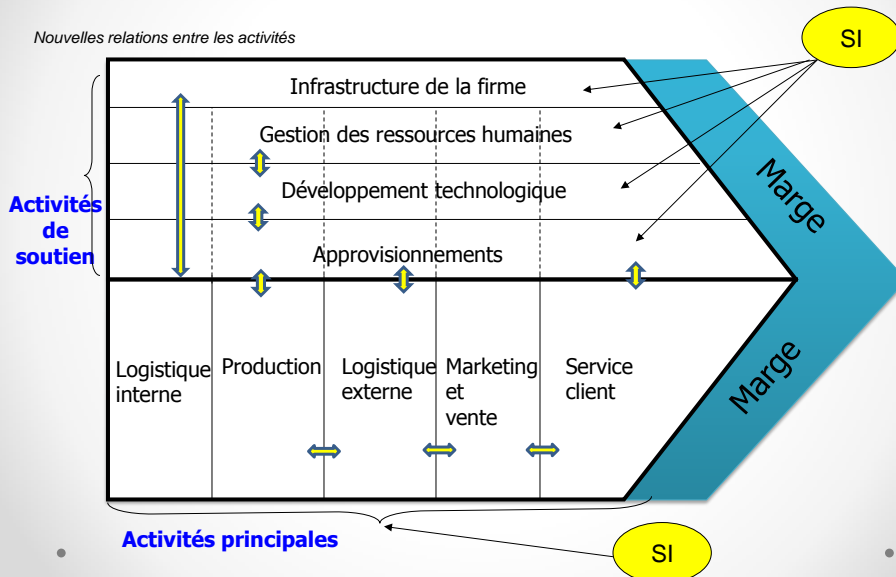 Nouvelles relations entre les activités
SI
Infrastructure de la firme
Gestion des ressources humaines
Développement technologique
Approvisionnements
Activités
de
soutien
Marge
Marge
Logistique
interne
Production
Logistique
externe
Marketing
et
vente
Service
client
Activités principales
SI